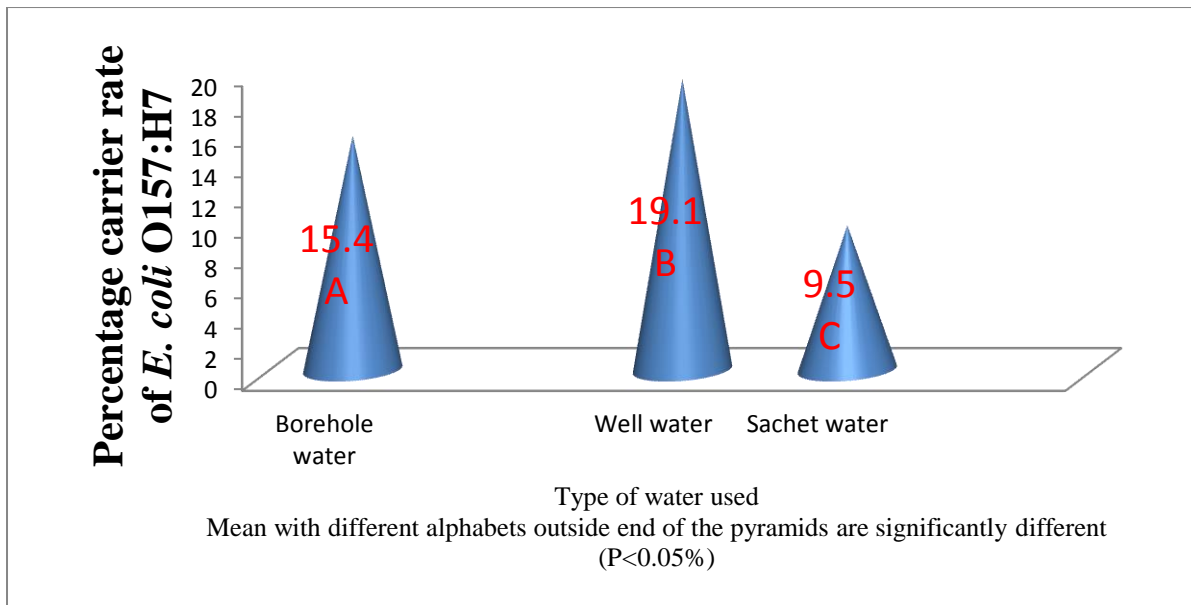 Percentage carrier rate
of E. coli O157:H7
20
18
16
14
12
10
8
6
4
2
0
15.4
A
19.1
B
9.5
C
Borehole
water
Well water
Sachet water
Type of water used
Mean with different alphabets outside end of the pyramids are significantly different
(P<0.05%)